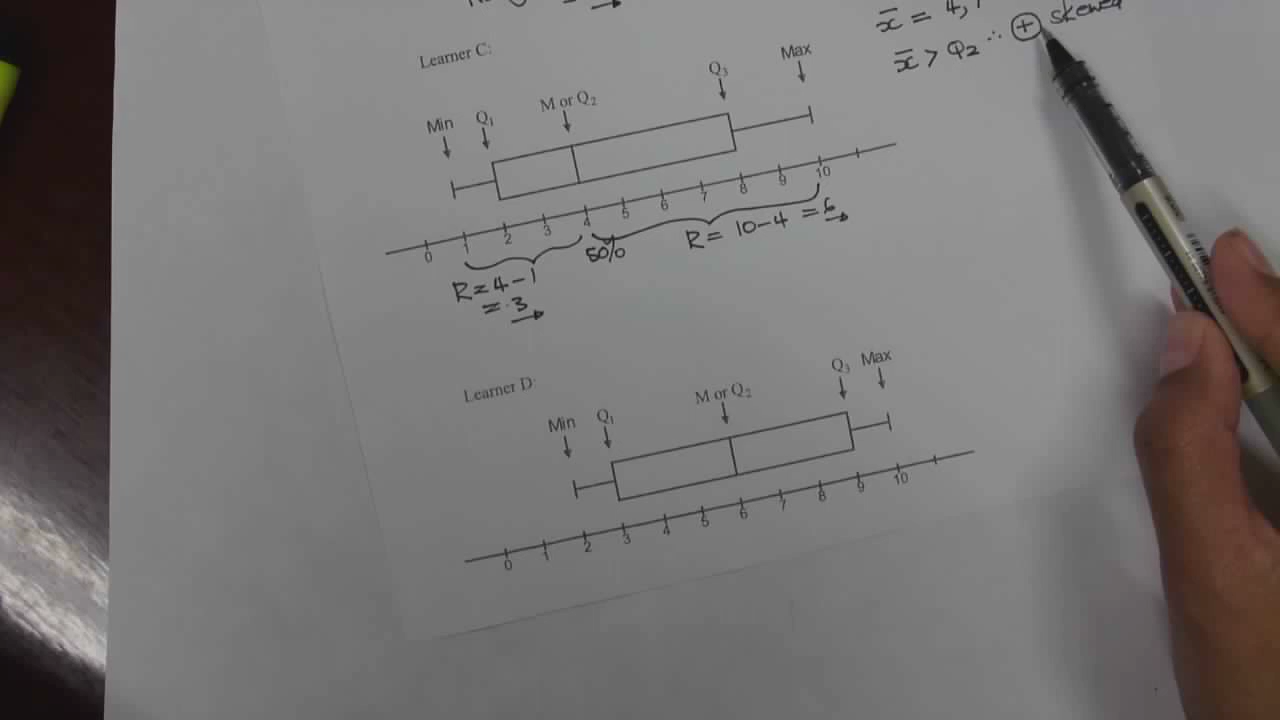 x̄ = 4,
x̄ > Q₂ ∴ ⊕ skewed
Learner C:
Min Q₁ M or Q₂ Q₃ Max
0 1 2 3 4 5 6 7 8 9 10
50%
R = 10 - 4 = 6
R = 4 - 1
= 3
Learner D:
Min Q₁ M or Q₂ Q₃ Max
0 1 2 3 4 5 6 7 8 9 10